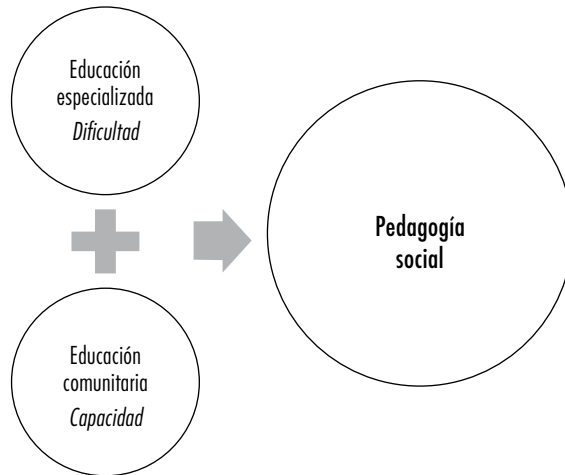 Educación
especializada
Dificultad
Pedagogía
social
Educación
comunitaria
Capacidad